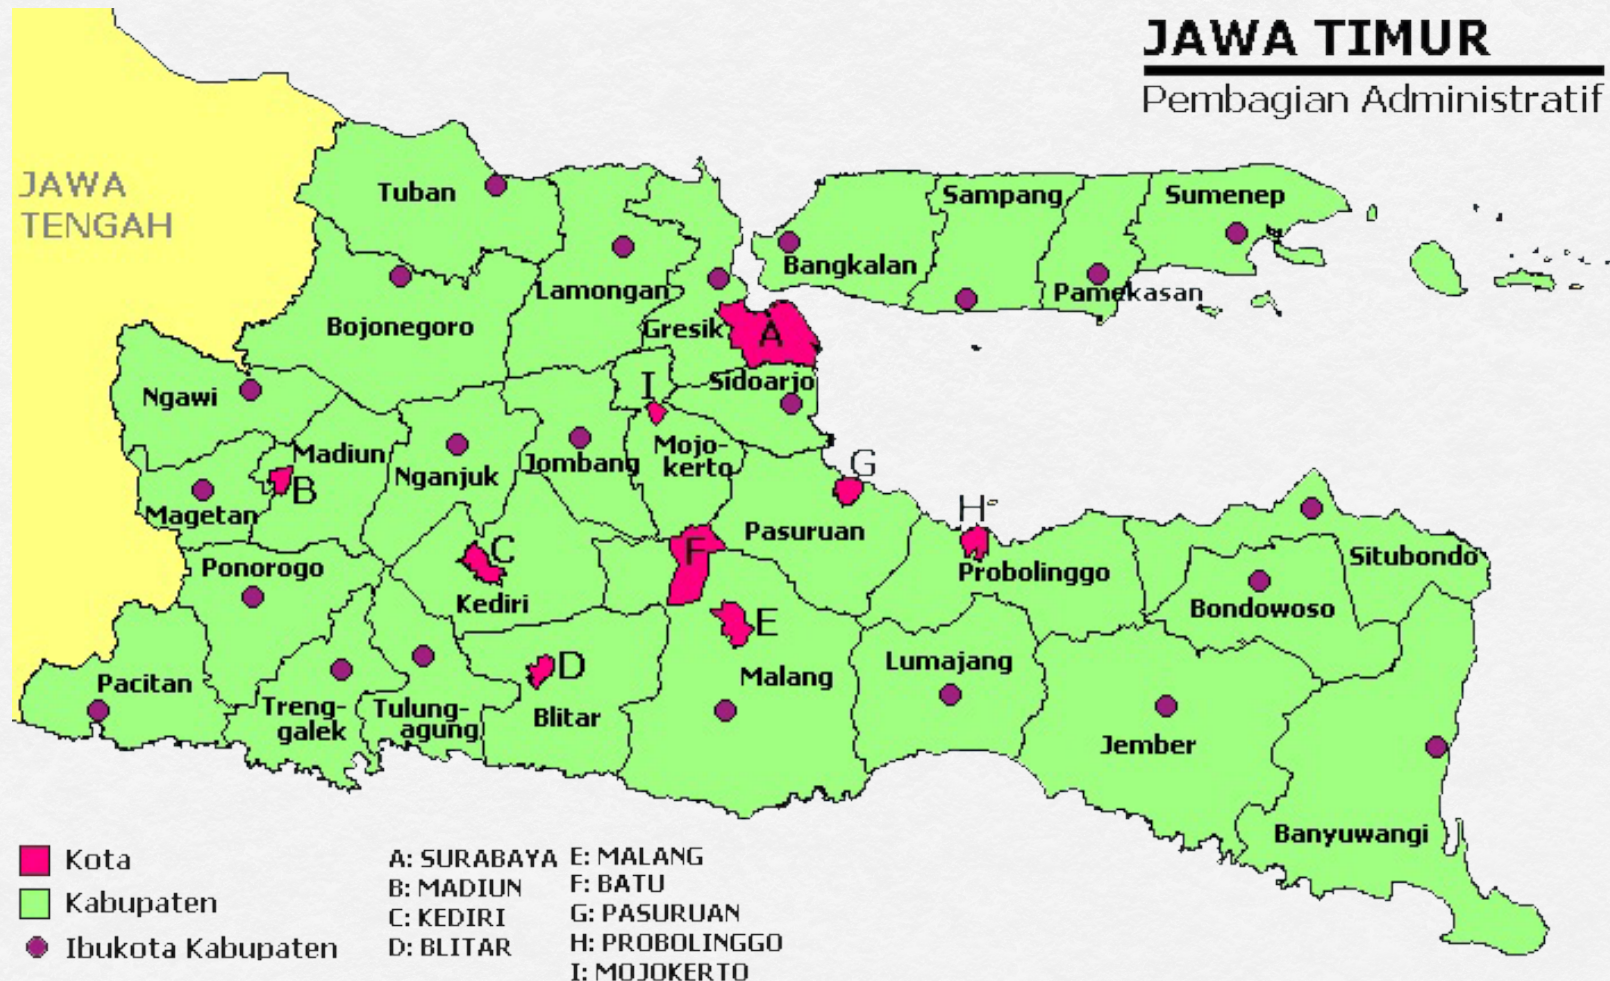 JAWA TIMUR
Pembagian Administratif
JAWA
TENGAH
Tuban
Sampang
Sumenep
Bangkalan
Lamongan
Pamekasan
Bojonegoro
Gresik
A
Sidoarjo
I
Ngawi
Madiun
Mojo-
kerto
Nganjuk
Jombang
G
B
Magetan
H
Pasuruan
F
C
Situbondo
Ponorogo
Probolinggo
Kediri
Bondowoso
E
D
Lumajang
Malang
Pacitan
Treng-
galek
Tulung-
agung
Blitar
Jember
Banyuwangi
Kota
Kabupaten
Ibukota Kabupaten
A: SURABAYA
B: MADIUN
C: KEDIRI
D: BLITAR
E: MALANG
F: BATU
G: PASURUAN
H: PROBOLINGGO
I: MOJOKERTO